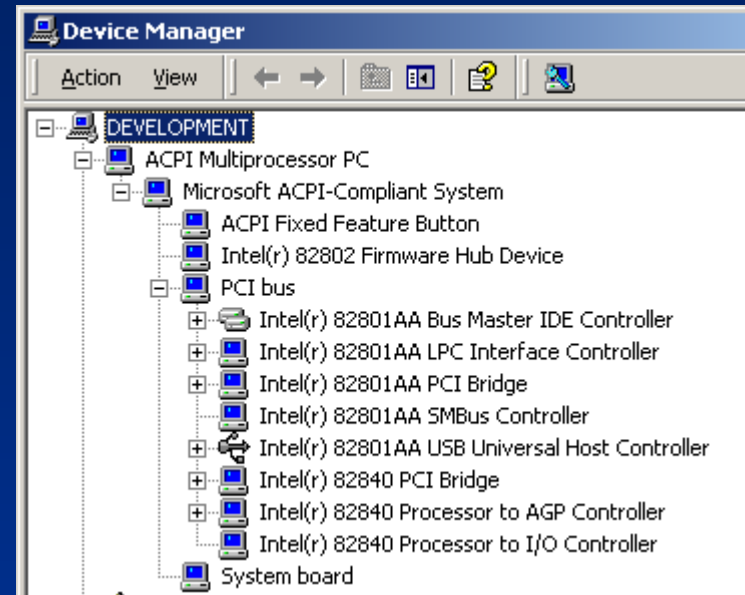 Device Manager
Action View
DEVELOPMENT
ACPI Multiprocessor PC
Microsoft ACPI-Compliant System
ACPI Fixed Feature Button
Intel(r) 82802 Firmware Hub Device
PCI bus
Intel(r) 82801AA Bus Master IDE Controller
Intel(r) 82801AA LPC Interface Controller
Intel(r) 82801AA PCI Bridge
Intel(r) 82801AA SMBus Controller
Intel(r) 82801AA USB Universal Host Controller
Intel(r) 82840 PCI Bridge
Intel(r) 82840 Processor to AGP Controller
Intel(r) 82840 Processor to I/O Controller
System board